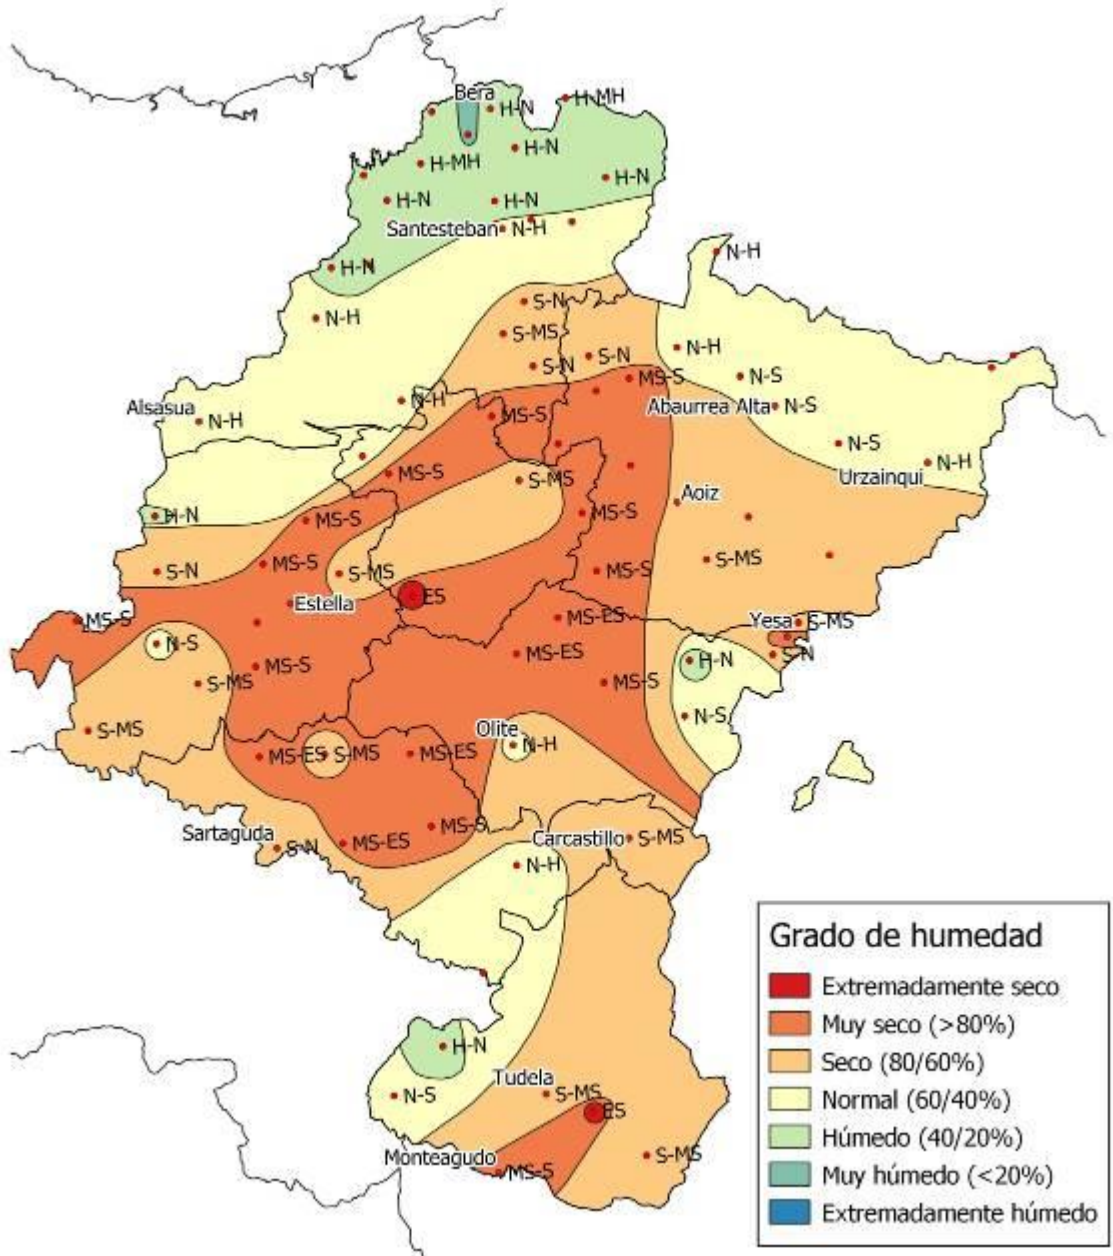 Bera
H-N
H-MH
H-N
H-MH
H-N
H-N
H-N
Santesteban
N-H
N-H
H-N
S-N
N-H
S-MS
N-H
S-N
S-N
MS-S
N-S
Abaurrea Alta
N-S
N-H
Alsasua
N-H
MS-S
N-S
N-H
Urzainqui
MS-S
S-MS
Aoiz
H-N
MS-S
MS-S
S-MS
MS-S
S-N
S-MS
MS-S
Estella
ES
MS-S
MS-ES
Yesa
S-MS
N-S
MS-ES
S-N
H-N
MS-S
S-MS
MS-S
N-S
S-MS
Olite
N-H
MS-ES
S-MS
MS-ES
Sartaguda
MS-S
Carcastillo
S-MS
S-N
MS-ES
N-H
H-N
Tudela
N-S
S-MS
ES
Monteagudo
MS-S
S-MS
Grado de humedad
Extremadamente seco
Muy seco (>80%)
Seco (80/60%)
Normal (60/40%)
Húmedo (40/20%)
Muy húmedo (<20%)
Extremadamente húmedo